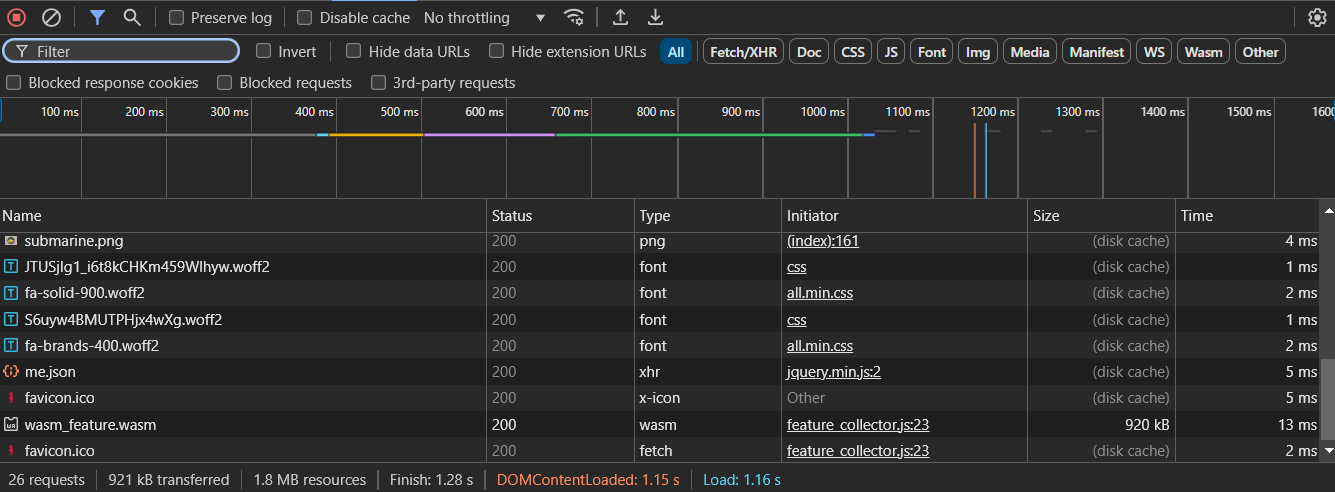 Preserve log Disable cache No throttling
Filter Invert Hide data URLs Hide extension URLs All Fetch/XHR Doc CSS JS Font Img Media Manifest WS Wasm Other
Blocked response cookies Blocked requests 3rd-party requests
100 ms 200 ms 300 ms 400 ms 500 ms 600 ms 700 ms 800 ms 900 ms 1000 ms 1100 ms 1200 ms 1300 ms 1400 ms 1500 ms 1600
Name Status Type Initiator Size Time
submarine.png 200 png (index):161 (disk cache) 4 ms
JTUSjIg1_i6t8kCHKm459Wlhyw.woff2 200 font css (disk cache) 1 ms
fa-solid-900.woff2 200 font all.min.css (disk cache) 2 ms
S6uyw4BMUTPHjx4wXg.woff2 200 font css (disk cache) 1 ms
fa-brands-400.woff2 200 font all.min.css (disk cache) 2 ms
me.json 200 xhr jquery.min.js:2 (disk cache) 5 ms
favicon.ico 200 x-icon Other (disk cache) 5 ms
wasm_feature.wasm 200 wasm feature_collector.js:23 920 kB 13 ms
favicon.ico 200 fetch feature_collector.js:23 (disk cache) 2 ms
26 requests 921 kB transferred 1.8 MB resources Finish: 1.28 s DOMContentLoaded: 1.15 s Load: 1.16 s